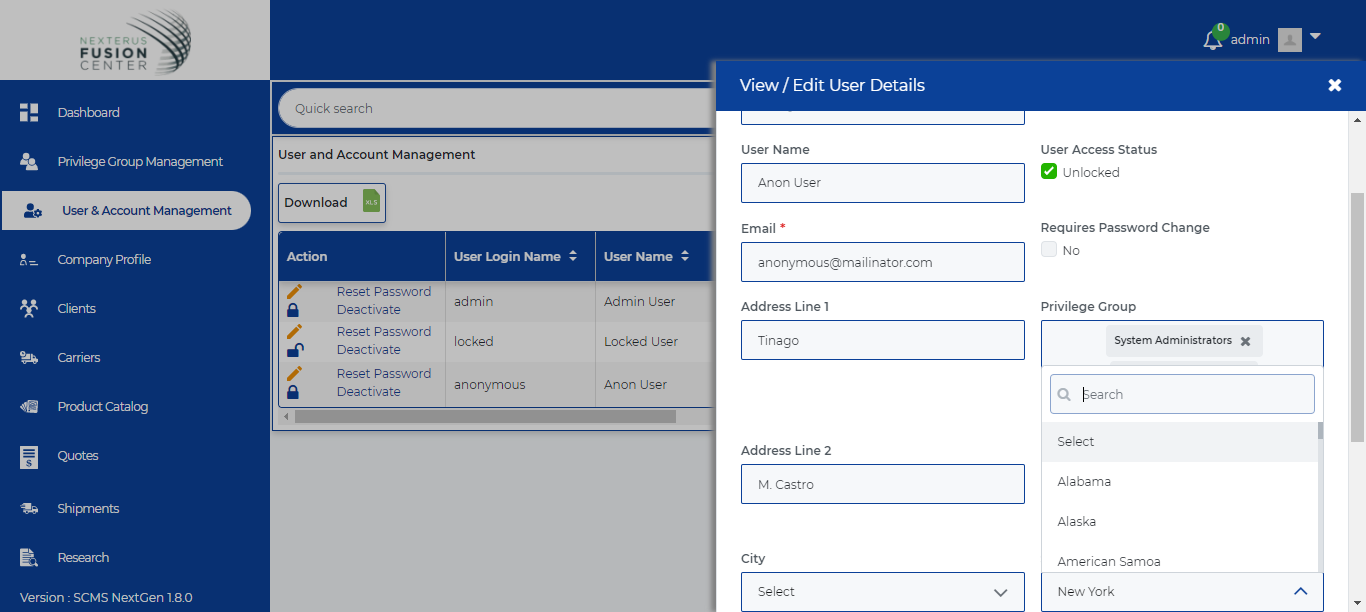 NEXTERUS
FUSION
CENTER
0
admin
Dashboard
Privilege Group Management
User & Account Management
Company Profile
Clients
Carriers
Product Catalog
Quotes
Shipments
Research
Version : SCMS NextGen 1.8.0
Quick search
User and Account Management
Download XLS
Action User Login Name User Name
Reset Password
Deactivate
admin Admin User
Reset Password
Deactivate
locked Locked User
Reset Password
Deactivate
anonymous Anon User
View / Edit User Details
User Name
Anon User
User Access Status
Unlocked
Email *
anonymous@mailinator.com
Requires Password Change
No
Address Line 1
Tinago
Privilege Group
System Administrators
Search
Select
Alabama
Alaska
American Samoa
Address Line 2
M. Castro
City
Select
New York